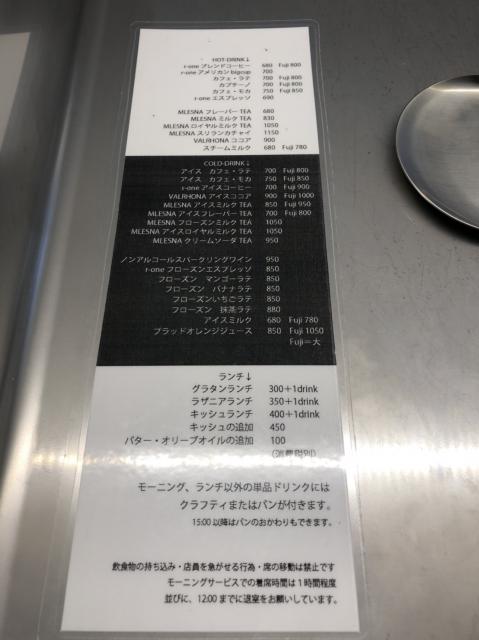 HOT-DRINK↓
r-one ブレンドコーヒー 680 Fuji 800
r-one アメリカン bigcup 700
カフェ・ラテ 700 Fuji 800
カプチーノ 700 Fuji 800
カフェ・モカ 750 Fuji 850
r-one エスプレッソ 690
MLESNA フレーバー TEA 680
MLESNA ミルク TEA 830
MLESNA ロイヤルミルク TEA 1050
MLESNA スリランカチャイ 1150
VALRHONA ココア 900
スチームミルク 680 Fuji 780
COLD-DRINK↓
アイス カフェ・ラテ 700 Fuji 800
アイス カフェ・モカ 750 Fuji 850
r-one アイスコーヒー 700 Fuji 900
VALRHONA アイスココア 900 Fuji 1000
MLESNA アイスミルク TEA 850 Fuji 950
MLESNA アイスフレーバー TEA 700 Fuji 800
MLESNA フローズンミルク TEA 1050
MLESNA アイスロイヤルミルク TEA 1050
MLESNA クリームソーダ TEA 950
ノンアルコールスパークリングワイン 950
r-one フローズンエスプレッソ 850
フローズン マンゴーラテ 850
フローズン バナナラテ 850
フローズンいちごラテ 850
フローズン 抹茶ラテ 880
アイスミルク 680 Fuji 780
ブラッドオレンジジュース 850 Fuji 1050
Fuji＝大
ランチ↓
グラタンランチ 300＋1drink
ラザニアランチ 350＋1drink
キッシュランチ 400＋1drink
キッシュの追加 450
バター・オリーブオイルの追加 100
(消費税別)
モーニング、ランチ以外の単品ドリンクには
クラフティまたはパンが付きます。
15:00 以降はパンのおかわりもできます。
飲食物の持ち込み・店員を急がせる行為・席の移動は禁止です
モーニングサービスでの着席時間は１時間程度
並びに、12:00 までに退室をお願いしています。